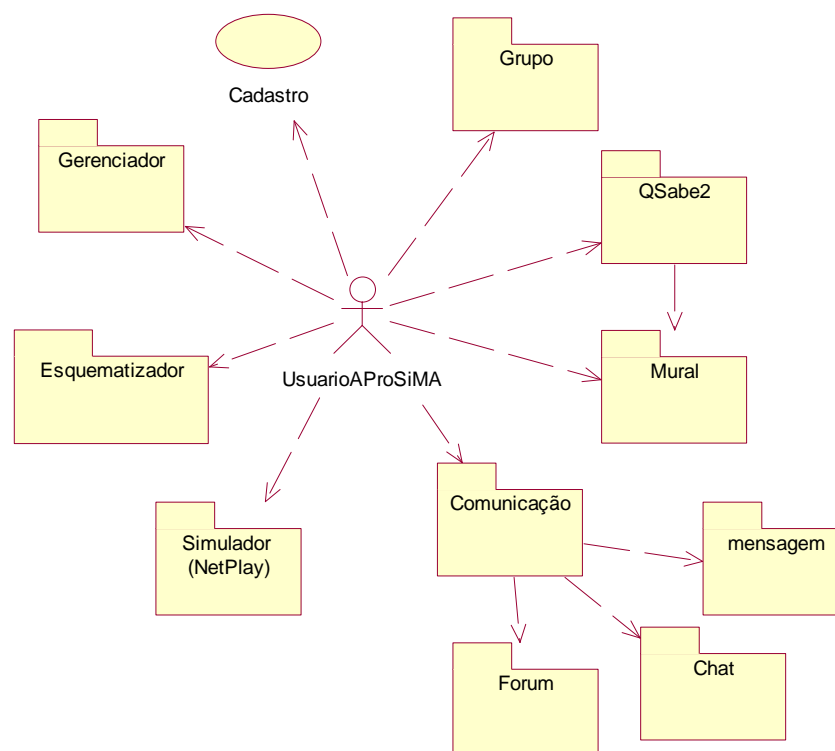 Grupo
Cadastro
Gerenciador
QSabe2
Esquematizador
UsuarioAProSiMA
Mural
Comunicação
Simulador
(NetPlay)
mensagem
Forum
Chat